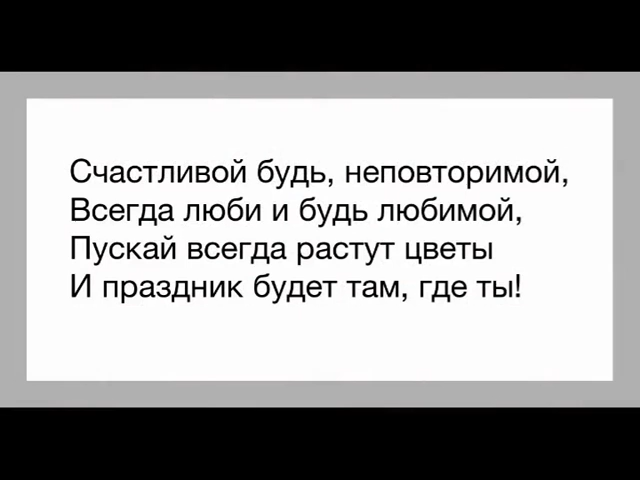 Счастливой будь, неповторимой,
Всегда люби и будь любимой,
Пускай всегда растут цветы
И праздник будет там, где ты!